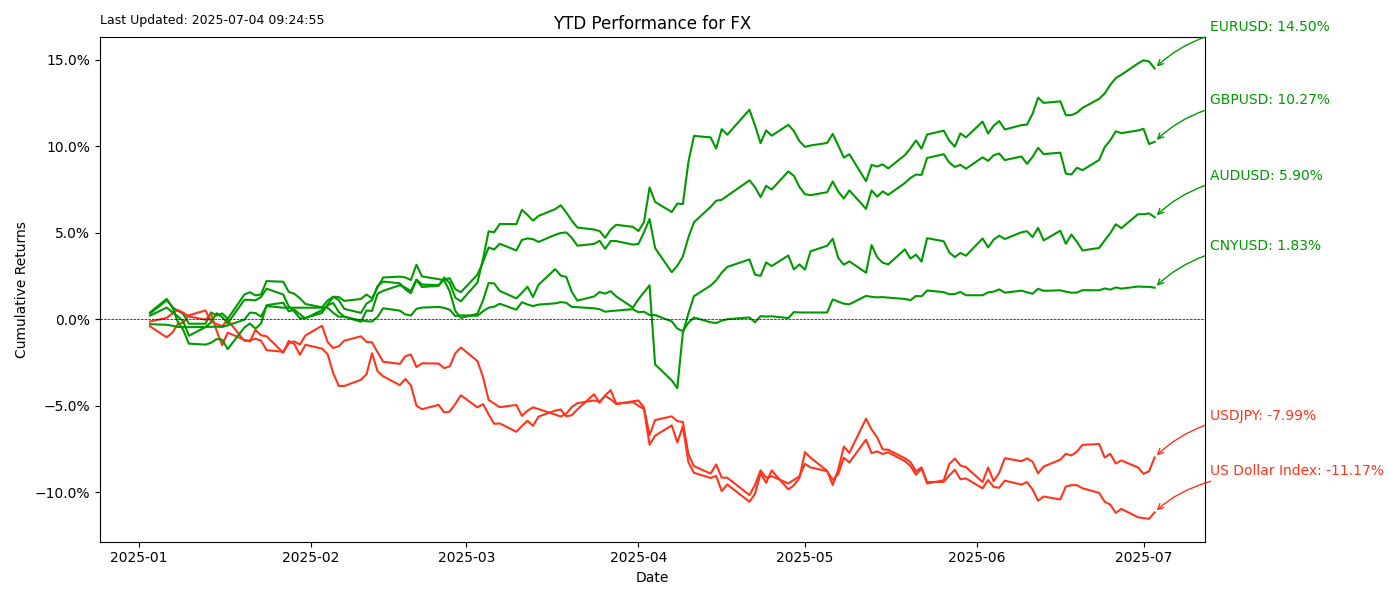 Last Updated: 2025-07-04 09:24:55
YTD Performance for FX
EURUSD: 14.50%
GBPUSD: 10.27%
AUDUSD: 5.90%
CNYUSD: 1.83%
USDJPY: -7.99%
US Dollar Index: -11.17%
Cumulative Returns
15.0%
10.0%
5.0%
0.0%
−5.0%
−10.0%
2025-01
2025-02
2025-03
2025-04
2025-05
2025-06
2025-07
Date